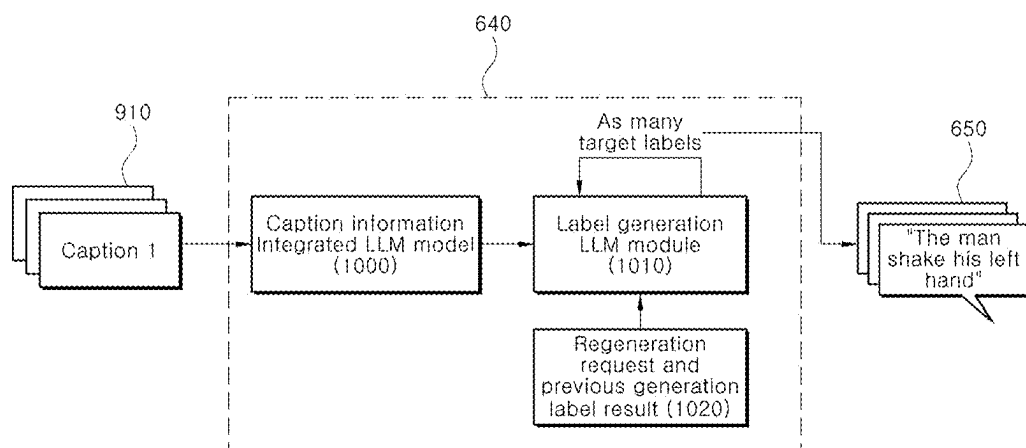 640
910
As many
target labels
650
Caption 1
Caption information
Integrated LLM model
(1000)
Label generation
LLM module
(1010)
"The man
shake his left
hand"
Regeneration
request and
previous generation
label result (1020)